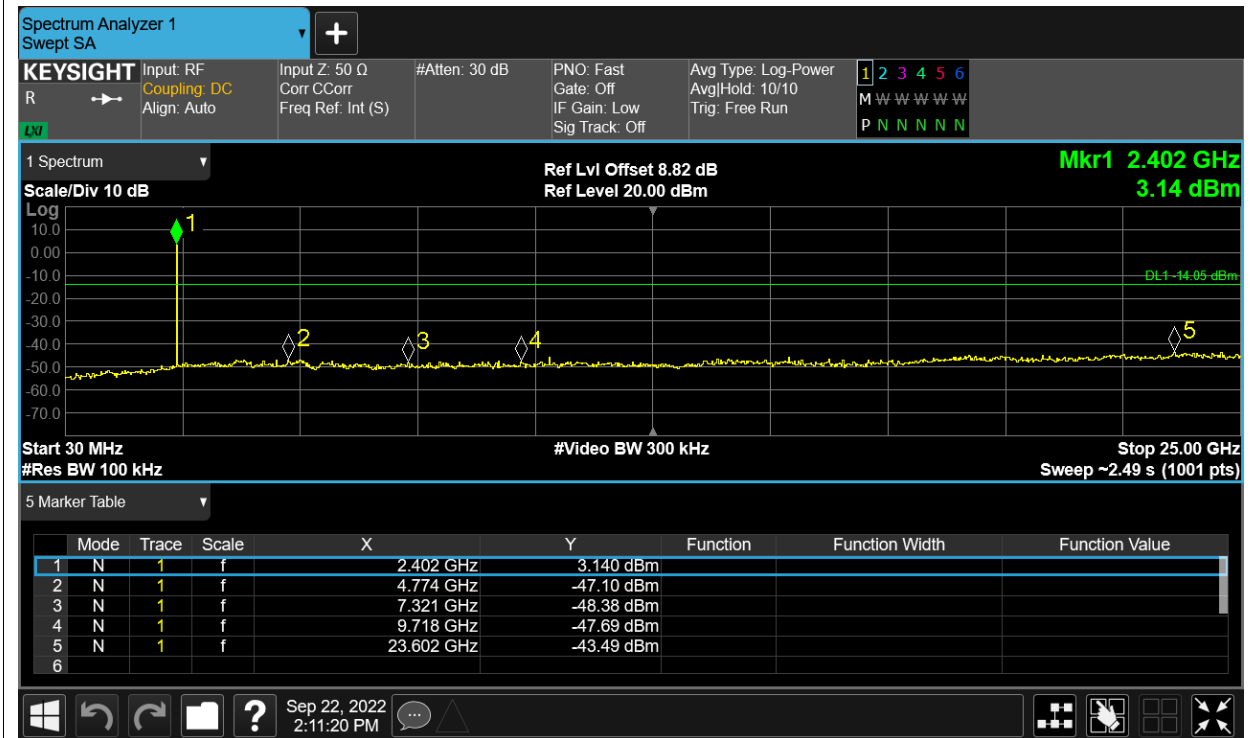 Spectrum Analyzer 1
Swept SA
+
KEYSIGHT
R
LXI
Input: RF
Coupling: DC
Align: Auto
Input Z: 50 Ω
Corr CCorr
Freq Ref: Int (S)
#Atten: 30 dB
PNO: Fast
Gate: Off
IF Gain: Low
Sig Track: Off
Avg Type: Log-Power
Avg|Hold: 10/10
Trig: Free Run
1 2 3 4 5 6
M W W W W W
P N N N N N
1 Spectrum
Scale/Div 10 dB
Ref Lvl Offset 8.82 dB
Ref Level 20.00 dBm
Mkr1 2.402 GHz
3.14 dBm
Log
10.0
0.00
-10.0
-20.0
-30.0
-40.0
-50.0
-60.0
-70.0
1
2
3
4
5
DL1 -14.05 dBm
Start 30 MHz
#Video BW 300 kHz
Stop 25.00 GHz
#Res BW 100 kHz
Sweep ~2.49 s (1001 pts)
5 Marker Table
Mode Trace Scale X Y Function Function Width Function Value
1 N 1 f 2.402 GHz 3.140 dBm
2 N 1 f 4.774 GHz -47.10 dBm
3 N 1 f 7.321 GHz -48.38 dBm
4 N 1 f 9.718 GHz -47.69 dBm
5 N 1 f 23.602 GHz -43.49 dBm
6
?
Sep 22, 2022
2:11:20 PM